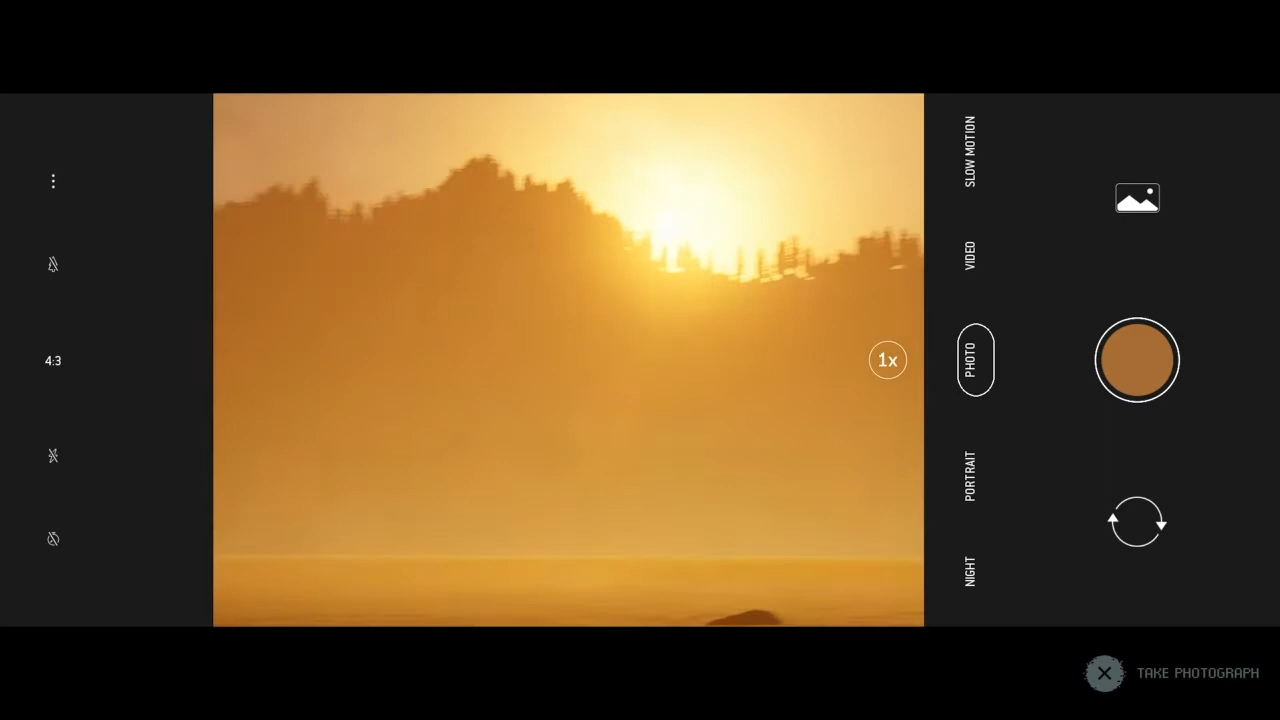 4:3
1x
SLOW MOTION
VIDEO
PHOTO
PORTRAIT
NIGHT
TAKE PHOTOGRAPH